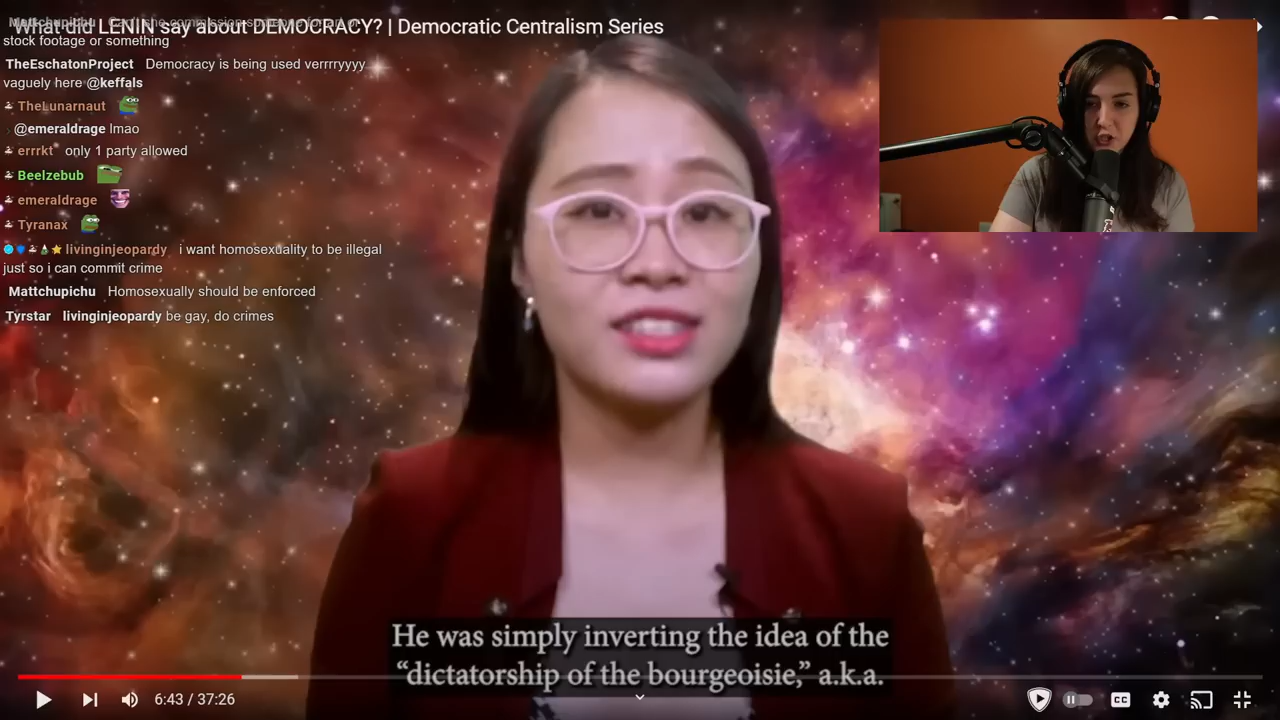 What did LENIN say about DEMOCRACY? | Democratic Centralism Series
stock footage or something
TheEschatonProject Democracy is being used verrrryyyy
vaguely here @keffals
TheLunarnaut
@emeraldrage lmao
errrkt only 1 party allowed
Beelzebub
emeraldrage
Tyranax
livinginjeopardy i want homosexuality to be illegal
just so i can commit crime
Mattchupichu Homosexually should be enforced
Tyrstar livinginjeopardy be gay, do crimes
He was simply inverting the idea of the
“dictatorship of the bourgeoisie,” a.k.a.
6:43 / 37:26
CC